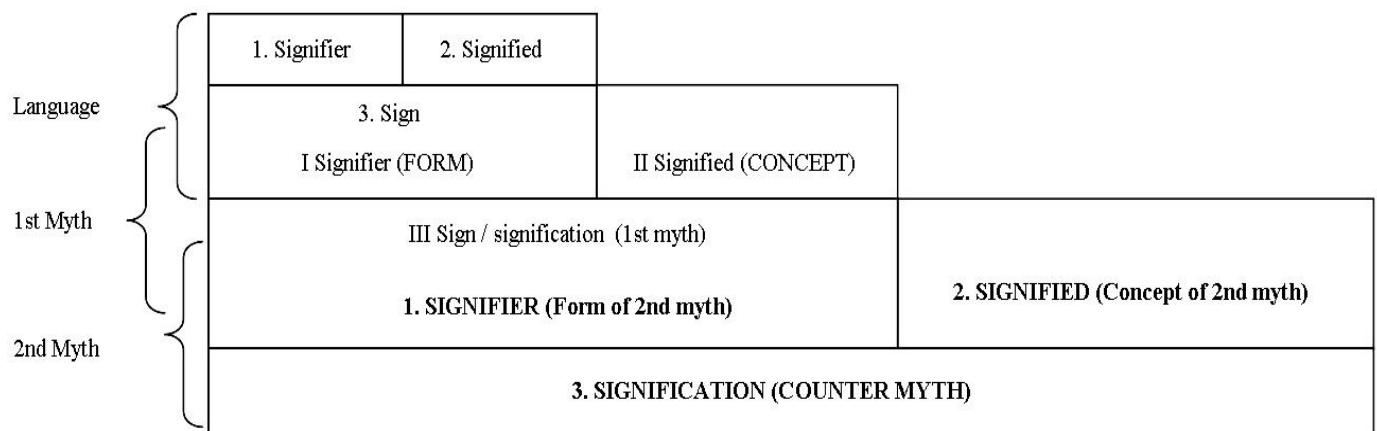 1. Signifier
2. Signified
Language
3. Sign
I Signifier (FORM)
II Signified (CONCEPT)
1st Myth
III Sign / signification (1st myth)
1. SIGNIFIER (Form of 2nd myth)
2. SIGNIFIED (Concept of 2nd myth)
2nd Myth
3. SIGNIFICATION (COUNTER MYTH)